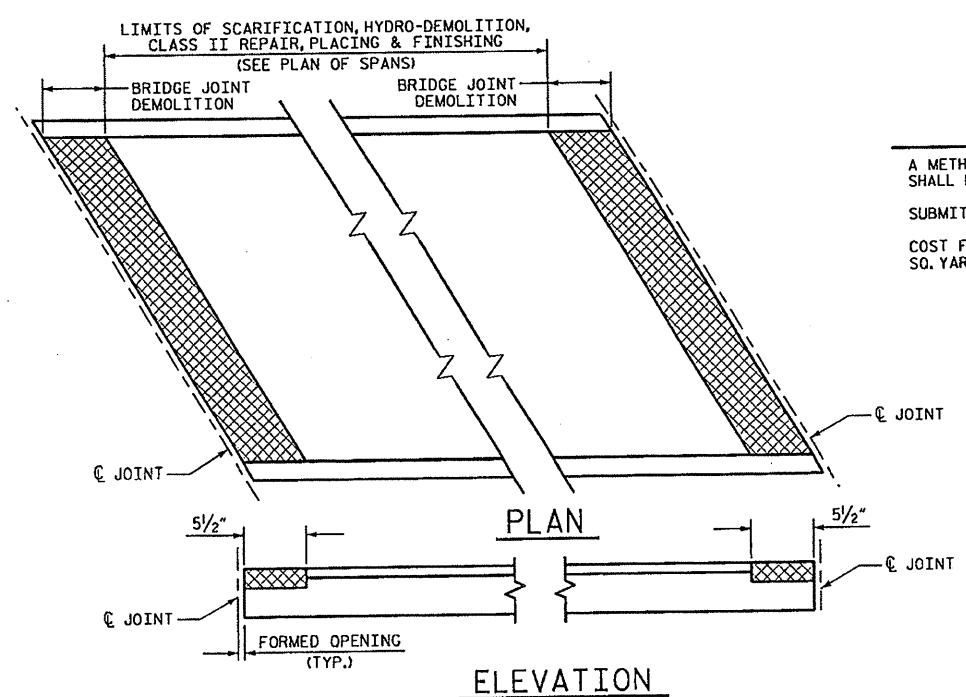 LIMITS OF SCARIFICATION, HYDRO-DEMOLITION,
CLASS II REPAIR, PLACING & FINISHING
(SEE PLAN OF SPANS)
BRIDGE JOINT
DEMOLITION
BRIDGE JOINT
DEMOLITION
A METH
SHALL
SUBMIT
COST F
SQ. YAR
℄ JOINT
℄ JOINT
PLAN
5½"
5½"
℄ JOINT
℄ JOINT
FORMED OPENING
(TYP.)
ELEVATION